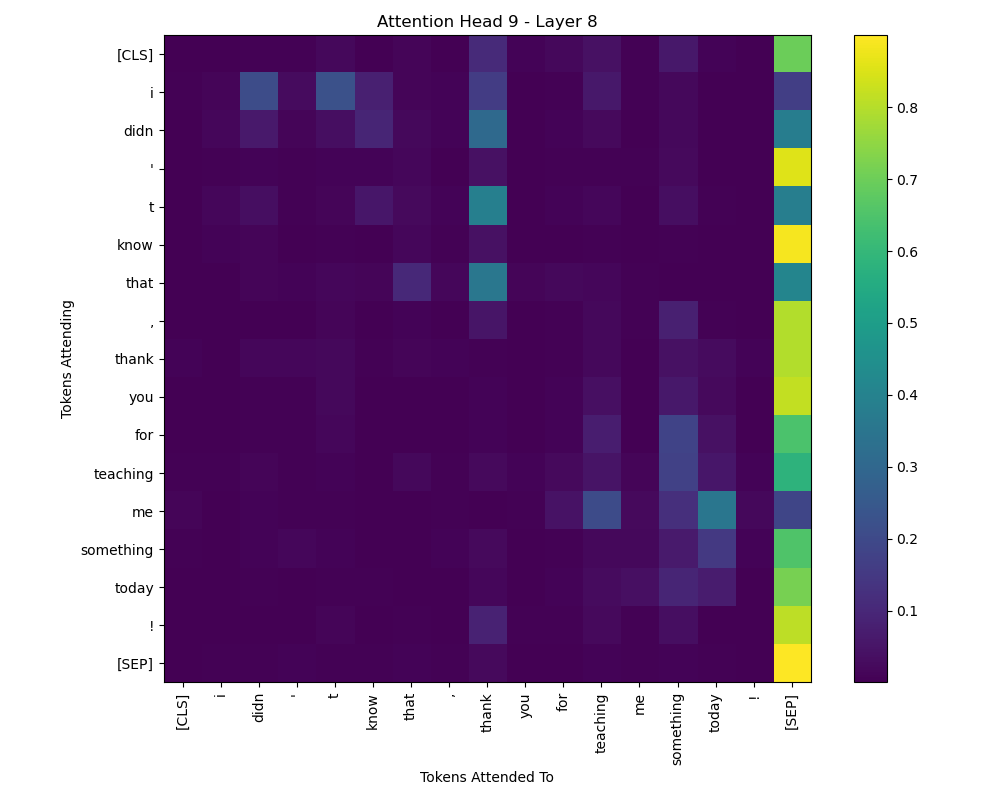 Attention Head 9 - Layer 8
[CLS]
i
didn
'
t
know
that
,
thank
you
for
teaching
me
something
today
!
[SEP]
Tokens Attending
[CLS] i didn ' t know that , thank you for teaching me something today ! [SEP]
Tokens Attended To
0.8
0.7
0.6
0.5
0.4
0.3
0.2
0.1